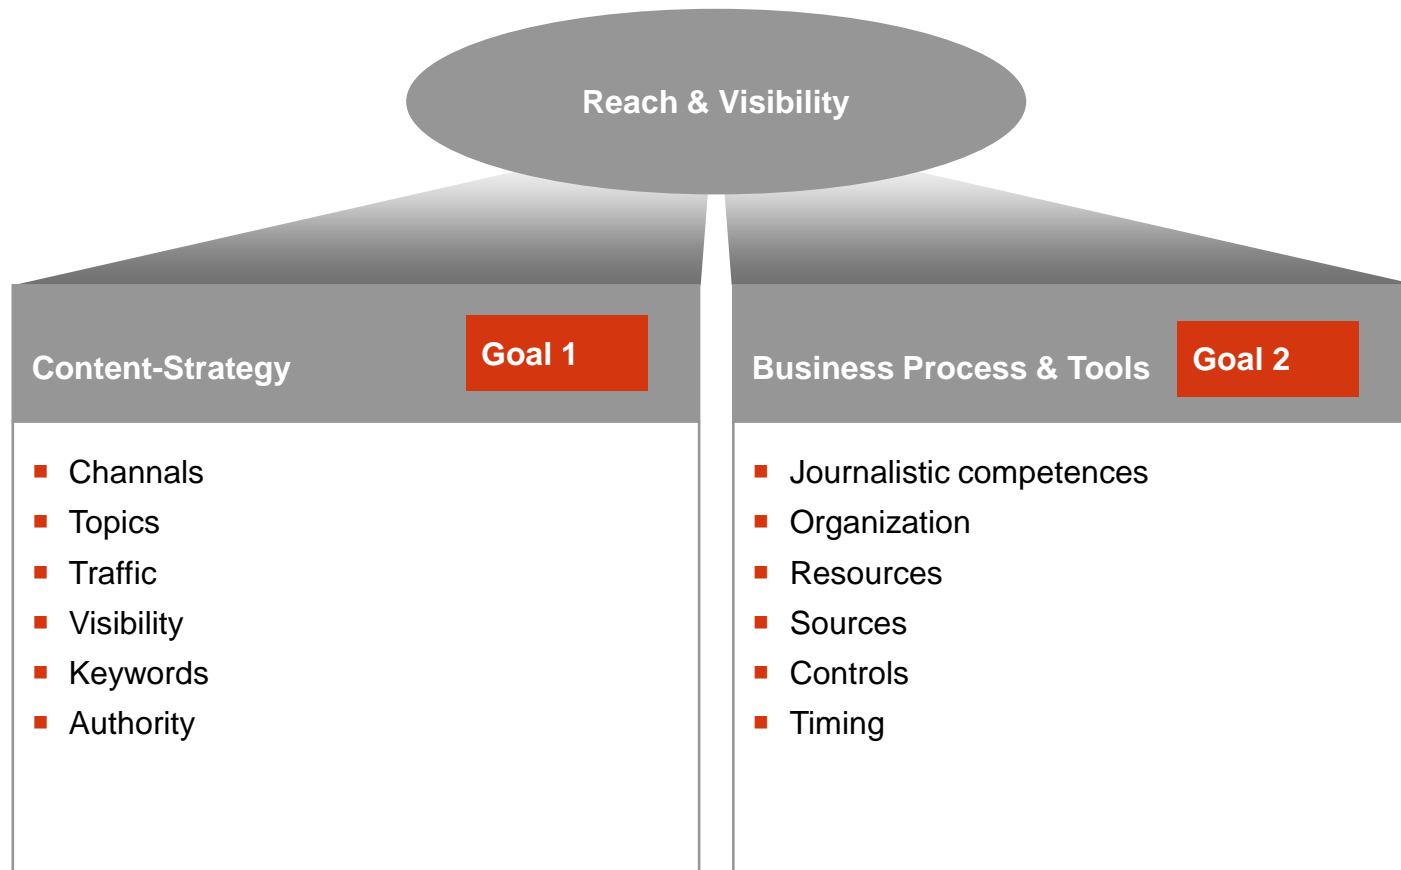 Reach & Visibility
Content-Strategy
Goal 1
Channals
Topics
Traffic
Visibility
Keywords
Authority
Business Process & Tools
Goal 2
Journalistic competences
Organization
Resources
Sources
Controls
Timing